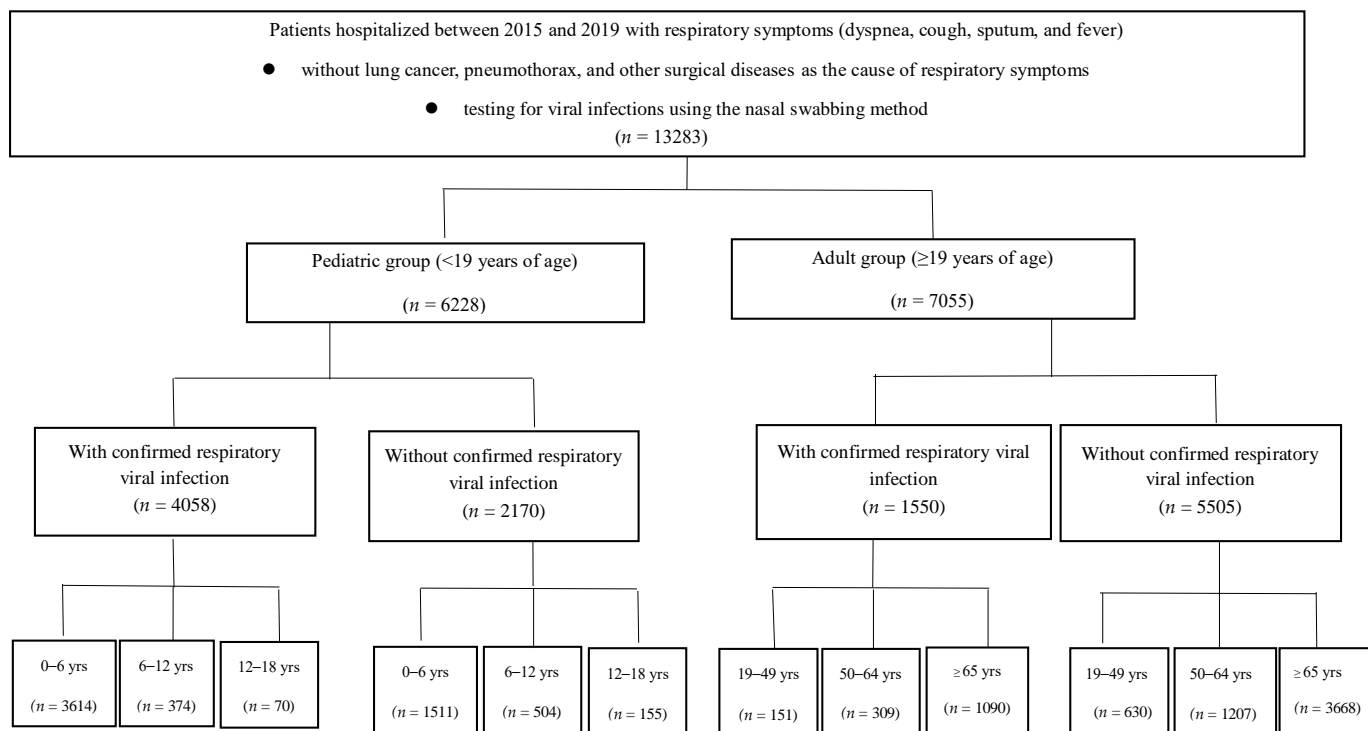 Patients hospitalized between 2015 and 2019 with respiratory symptoms (dyspnea, cough, sputum, and fever)
● without lung cancer, pneumothorax, and other surgical diseases as the cause of respiratory symptoms
● testing for viral infections using the nasal swabbing method
(n = 13283)
Pediatric group (<19 years of age)
(n = 6228)
Adult group (≥19 years of age)
(n = 7055)
With confirmed respiratory
viral infection
(n = 4058)
Without confirmed respiratory
viral infection
(n = 2170)
With confirmed respiratory viral
infection
(n = 1550)
Without confirmed respiratory
viral infection
(n = 5505)
0–6 yrs
(n = 3614)
6–12 yrs
(n = 374)
12–18 yrs
(n = 70)
0–6 yrs
(n = 1511)
6–12 yrs
(n = 504)
12–18 yrs
(n = 155)
19–49 yrs
(n = 151)
50–64 yrs
(n = 309)
≥65 yrs
(n = 1090)
19–49 yrs
(n = 630)
50–64 yrs
(n = 1207)
≥65 yrs
(n = 3668)